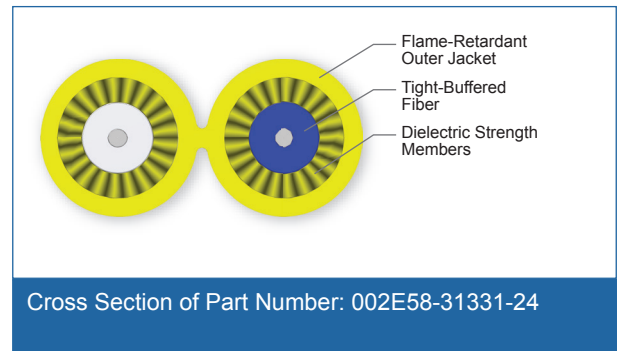 Flame-Retardant
Outer Jacket
Tight-Buffered
Fiber
Dielectric Strength
Members
Cross Section of Part Number: 002E58-31331-24